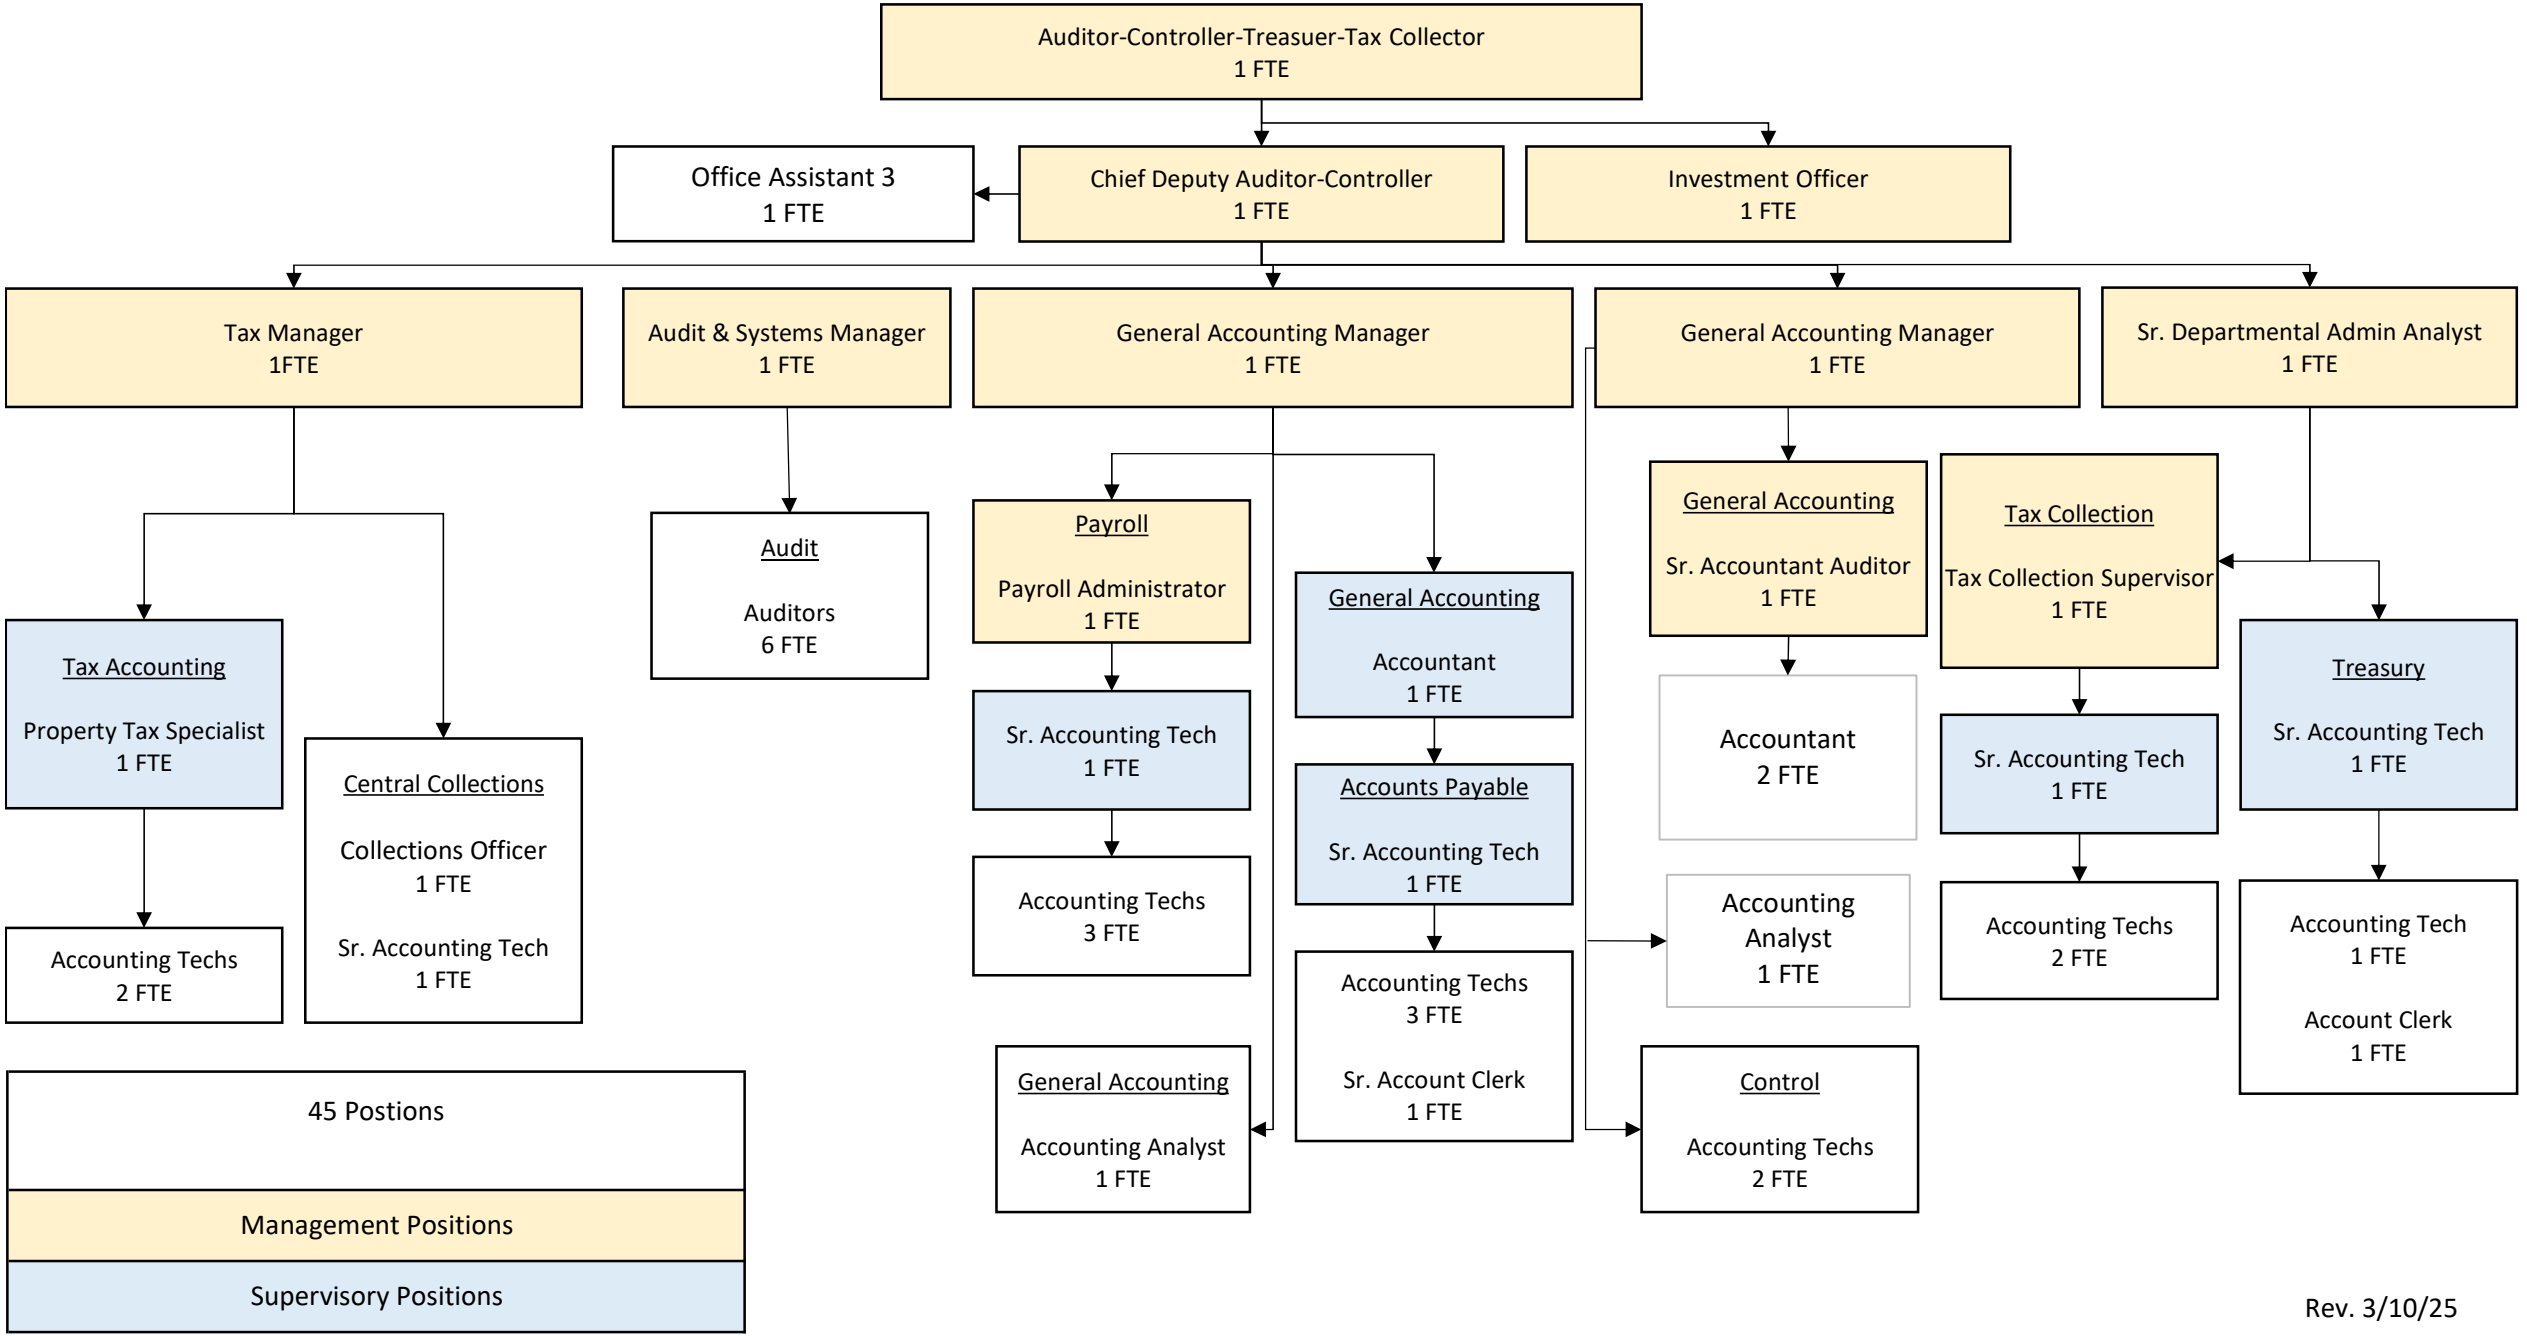 Auditor-Controller-Treasuer-Tax Collector
1 FTE
Office Assistant 3
1 FTE
Chief Deputy Auditor-Controller
1 FTE
Investment Officer
1 FTE
Tax Manager
1FTE
Audit & Systems Manager
1 FTE
General Accounting Manager
1 FTE
General Accounting Manager
1 FTE
Sr. Departmental Admin Analyst
1 FTE
Tax Accounting
Property Tax Specialist
1 FTE
Accounting Techs
2 FTE
Central Collections
Collections Officer
1 FTE
Sr. Accounting Tech
1 FTE
Audit
Auditors
6 FTE
Payroll
Payroll Administrator
1 FTE
Sr. Accounting Tech
1 FTE
Accounting Techs
3 FTE
General Accounting
Accounting Analyst
1 FTE
General Accounting
Accountant
1 FTE
Accounts Payable
Sr. Accounting Tech
1 FTE
Accounting Techs
3 FTE
Sr. Account Clerk
1 FTE
General Accounting
Sr. Accountant Auditor
1 FTE
Accountant
2 FTE
Accounting
Analyst
1 FTE
Control
Accounting Techs
2 FTE
Tax Collection
Tax Collection Supervisor
1 FTE
Sr. Accounting Tech
1 FTE
Accounting Techs
2 FTE
Treasury
Sr. Accounting Tech
1 FTE
Accounting Tech
1 FTE
Account Clerk
1 FTE
45 Postions
Management Positions
Supervisory Positions
Rev. 3/10/25